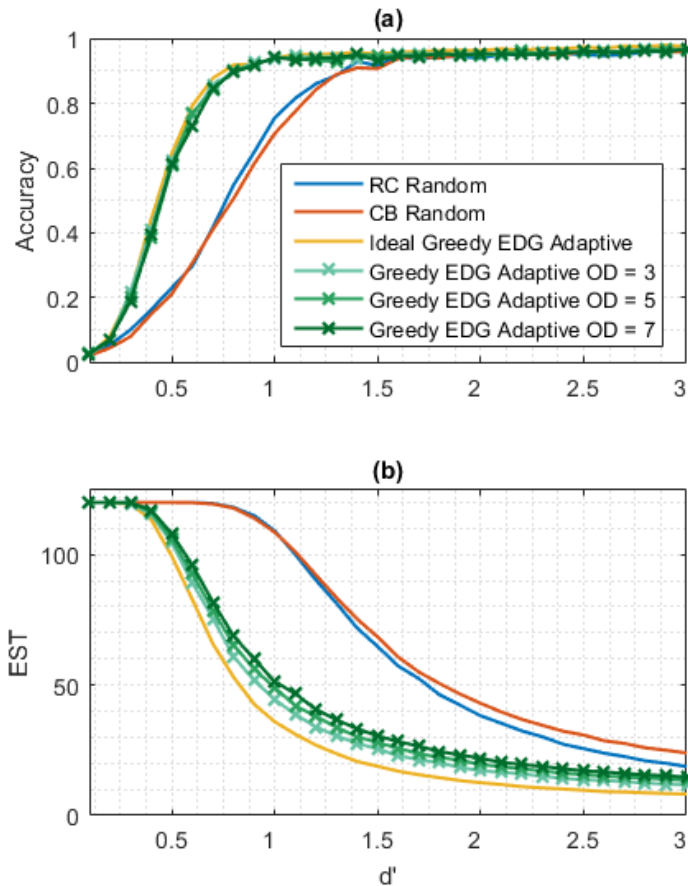 (a)
1
0.8
0.6
0.4
0.2
0
Accuracy
RC Random
CB Random
Ideal Greedy EDG Adaptive
Greedy EDG Adaptive OD = 3
Greedy EDG Adaptive OD = 5
Greedy EDG Adaptive OD = 7
0.5 1 1.5 2 2.5 3
(b)
100
50
0
EST
0.5 1 1.5 2 2.5 3
d'